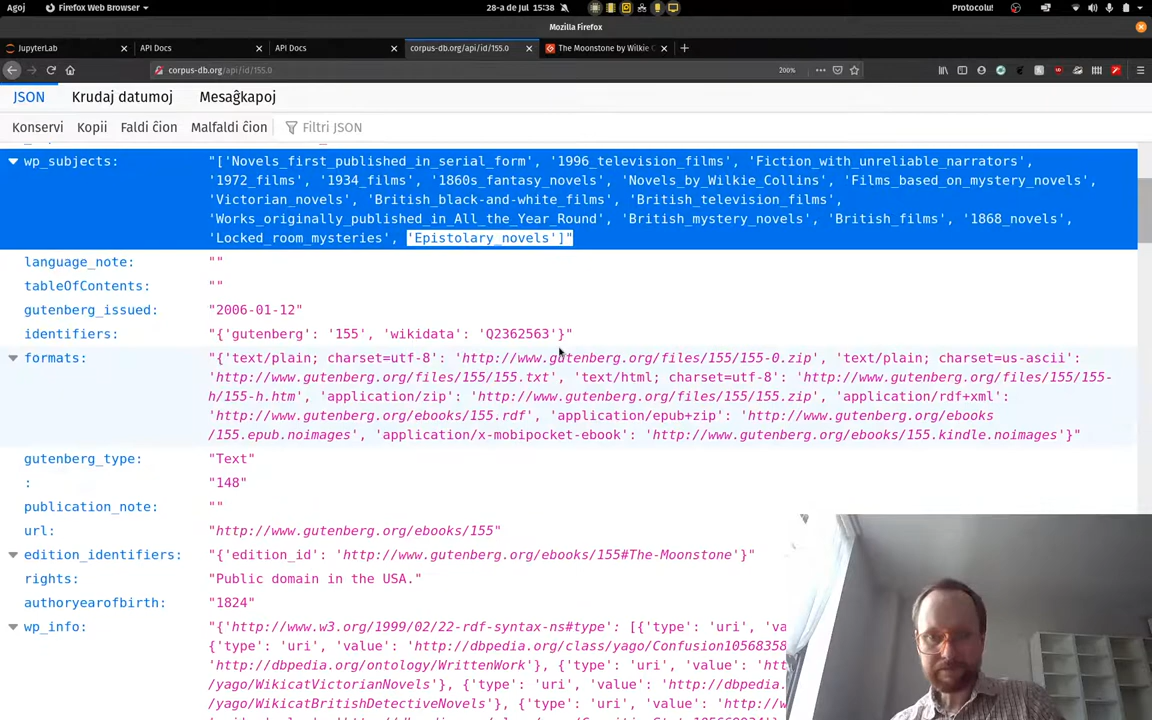 Agoj
Firefox Web Browser
28-a de Jul 15:38
Protocolu!
Mozilla Firefox
JupyterLab
API Docs
API Docs
corpus-db.org/api/id/155.0
The Moonstone by Wilkie C
corpus-db.org/api/id/155.0
200%
JSON
Krudaj datumoj
Mesaĝkapoj
Konservi
Kopii
Faldi ĉion
Malfaldi ĉion
Filtri JSON
wp_subjects: "['Novels_first_published_in_serial_form', '1996_television_films', 'Fiction_with_unreliable_narrators',
'1972_films', '1934_films', '1860s_fantasy_novels', 'Novels_by_Wilkie_Collins', 'Films_based_on_mystery_novels',
'Victorian_novels', 'British_black-and-white_films', 'British_television_films',
'Works_originally_published_in_All_the_Year_Round', 'British_mystery_novels', 'British_films', '1868_novels',
'Locked_room_mysteries', 'Epistolary_novels']"
language_note: ""
tableOfContents: ""
gutenberg_issued: "2006-01-12"
identifiers: "{'gutenberg': '155', 'wikidata': 'Q2362563'}"
formats: "{'text/plain; charset=utf-8': 'http://www.gutenberg.org/files/155/155-0.zip', 'text/plain; charset=us-ascii':
'http://www.gutenberg.org/files/155/155.txt', 'text/html; charset=utf-8': 'http://www.gutenberg.org/files/155/155-
h/155-h.htm, 'application/zip': 'http://www.gutenberg.org/files/155/155.zip', 'application/rdf+xml':
'http://www.gutenberg.org/ebooks/155.rdf', 'application/epub+zip': 'http://www.gutenberg.org/ebooks
/155.epub.noimages', 'application/x-mobipocket-ebook': 'http://www.gutenberg.org/ebooks/155.kindle.noimages'}"
gutenberg_type: "Text"
: "148"
publication_note: ""
url: "http://www.gutenberg.org/ebooks/155"
edition_identifiers: "{'edition_id': 'http://www.gutenberg.org/ebooks/155#The-Moonstone'}"
rights: "Public domain in the USA."
authoryearofbirth: "1824"
wp_info: "{'http://www.w3.org/1999/02/22-rdf-syntax-ns#type': [{'type': 'uri', 'va
{'type': 'uri', 'value': 'http://dbpedia.org/class/yago/Confusion10568358
'http://dbpedia.org/ontology/WrittenWork'}, {'type': 'uri', 'value': 'htt
/yago/WikicatVictorianNovels'}, {'type': 'uri', 'value': 'http://dbpedia.
/yago/WikicatBritishDetectiveNovels'}, {'type': 'uri', 'value': 'http://w